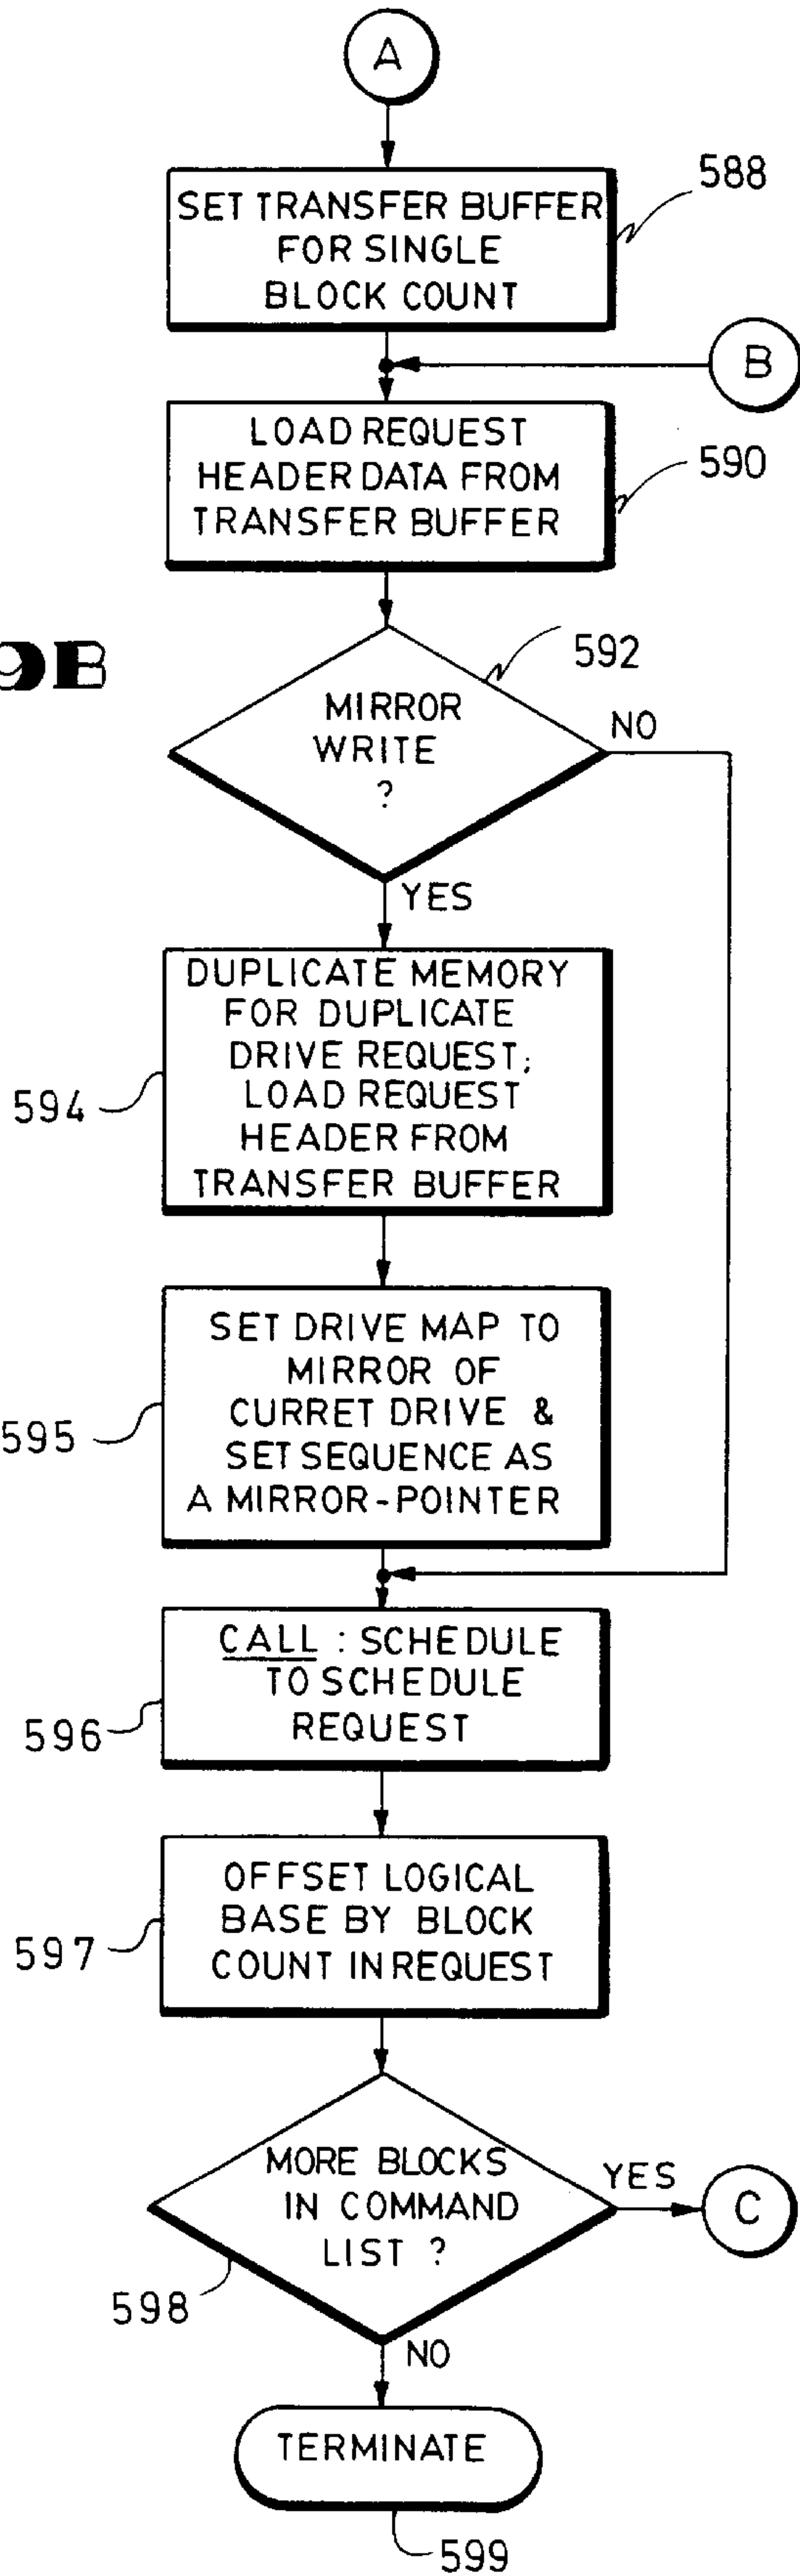 A
SET TRANSFER BUFFER
FOR SINGLE
BLOCK COUNT
588
B
LOAD REQUEST
HEADER DATA FROM
TRANSFER BUFFER
590
9B
592
MIRROR
WRITE
?
NO
YES
DUPLICATE MEMORY
FOR DUPLICATE
DRIVE REQUEST;
LOAD REQUEST
HEADER FROM
TRANSFER BUFFER
594
SET DRIVE MAP TO
MIRROR OF
CURRET DRIVE &
SET SEQUENCE AS
A MIRROR-POINTER
595
CALL : SCHEDULE
TO SCHEDULE
REQUEST
596
OFFSET LOGICAL
BASE BY BLOCK
COUNT IN REQUEST
597
MORE BLOCKS
IN COMMAND
LIST ?
YES
C
598
NO
TERMINATE
599